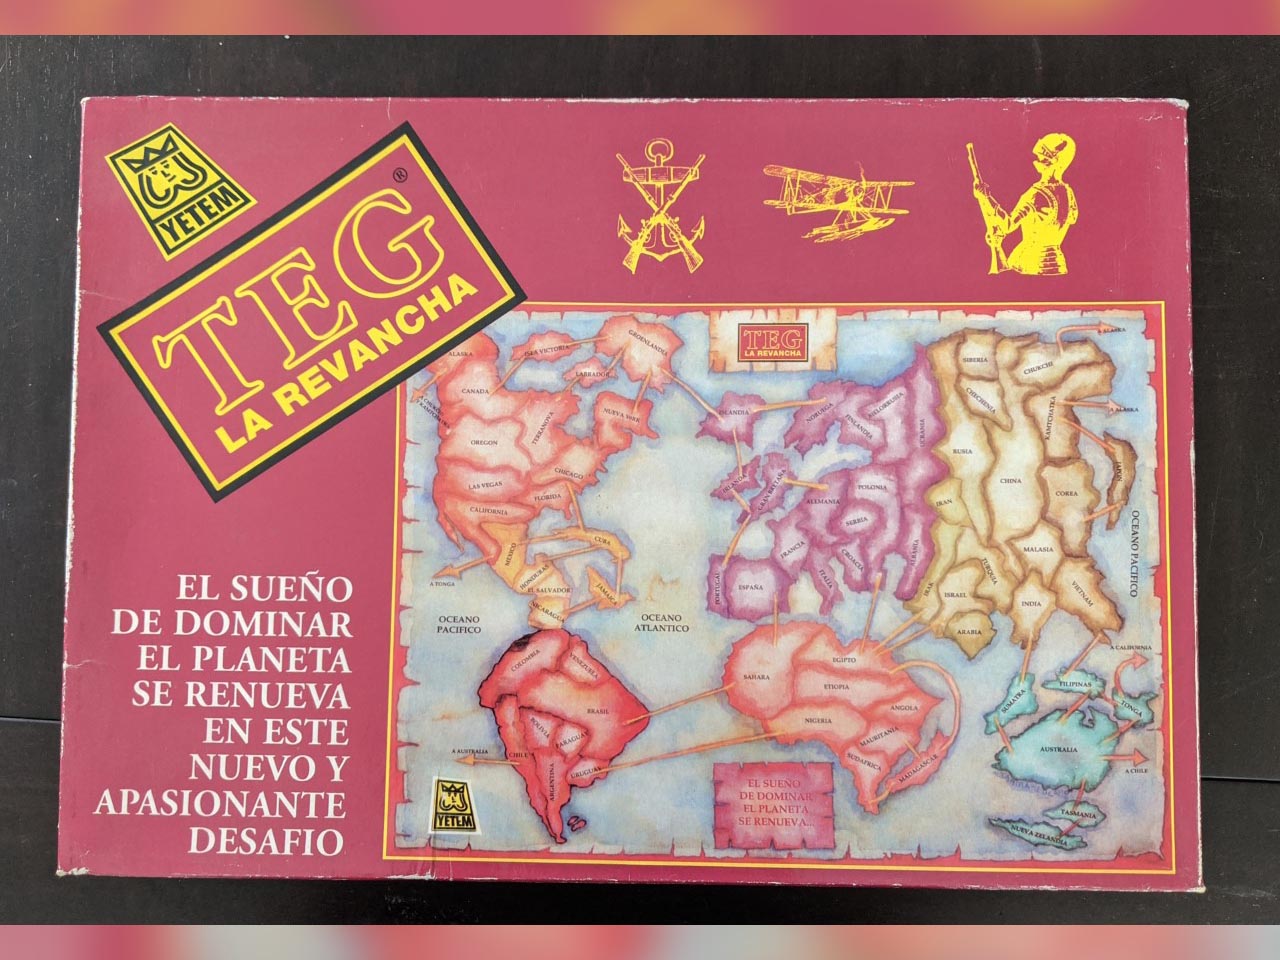 YETEM
TEG®
LA REVANCHA
EL SUEÑO
DE DOMINAR
EL PLANETA
SE RENUEVA
EN ESTE
NUEVO Y
APASIONANTE
DESAFIO
TEG
LA REVANCHA
ALASKA
ISLA VICTORIA
GROENLANDIA
LABRADOR
CANADA
NUEVA YORK
TERRANOVA
OREGON
CHICAGO
LAS VEGAS
FLORIDA
CALIFORNIA
MEXICO
CUBA
HONDURAS
EL SALVADOR
JAMAICA
NICARAGUA
A TONGA
OCEANO
PACIFICO
OCEANO
ATLANTICO
COLOMBIA
VENEZUELA
BRASIL
BOLIVIA
PARAGUAY
CHILE
ARGENTINA
URUGUAY
A AUSTRALIA
ISLANDIA
NORUEGA
FINLANDIA
BIELORRUSIA
UCRANIA
IRLANDA
GRAN BRETAÑA
ALEMANIA
POLONIA
SERBIA
FRANCIA
CROACIA
ALBANIA
ITALIA
PORTUGAL
ESPAÑA
SIBERIA
CHUKCHI
A ALASKA
CHECHENIA
KAMTCHATKA
A ALASKA
RUSIA
IRAN
CHINA
COREA
JAPON
MALASIA
TURQUIA
IRAK
ISRAEL
ARABIA
INDIA
VIETNAM
OCEANO PACIFICO
SAHARA
EGIPTO
ETIOPIA
NIGERIA
ANGOLA
MAURITANIA
SUDAFRICA
MADAGASCAR
A CALIFORNIA
SUMATRA
FILIPINAS
TONGA
AUSTRALIA
A CHILE
TASMANIA
NUEVA ZELANDIA
EL SUEÑO
DE DOMINAR
EL PLANETA
SE RENUEVA...
YETEM